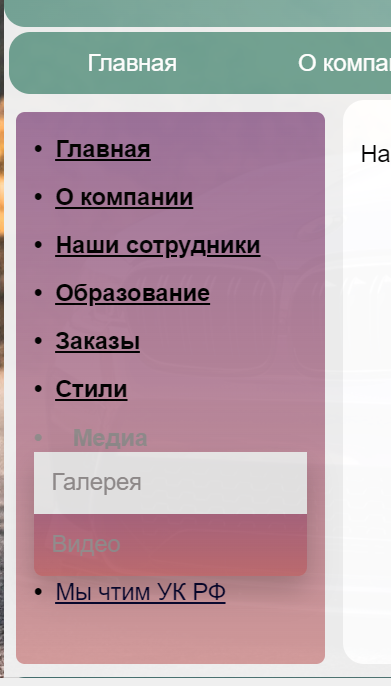 Главная О компа
На
• Главная
• О компании
• Наши сотрудники
• Образование
• Заказы
• Стили
• Медиа
Галерея
Видео
• Мы чтим УК РФ